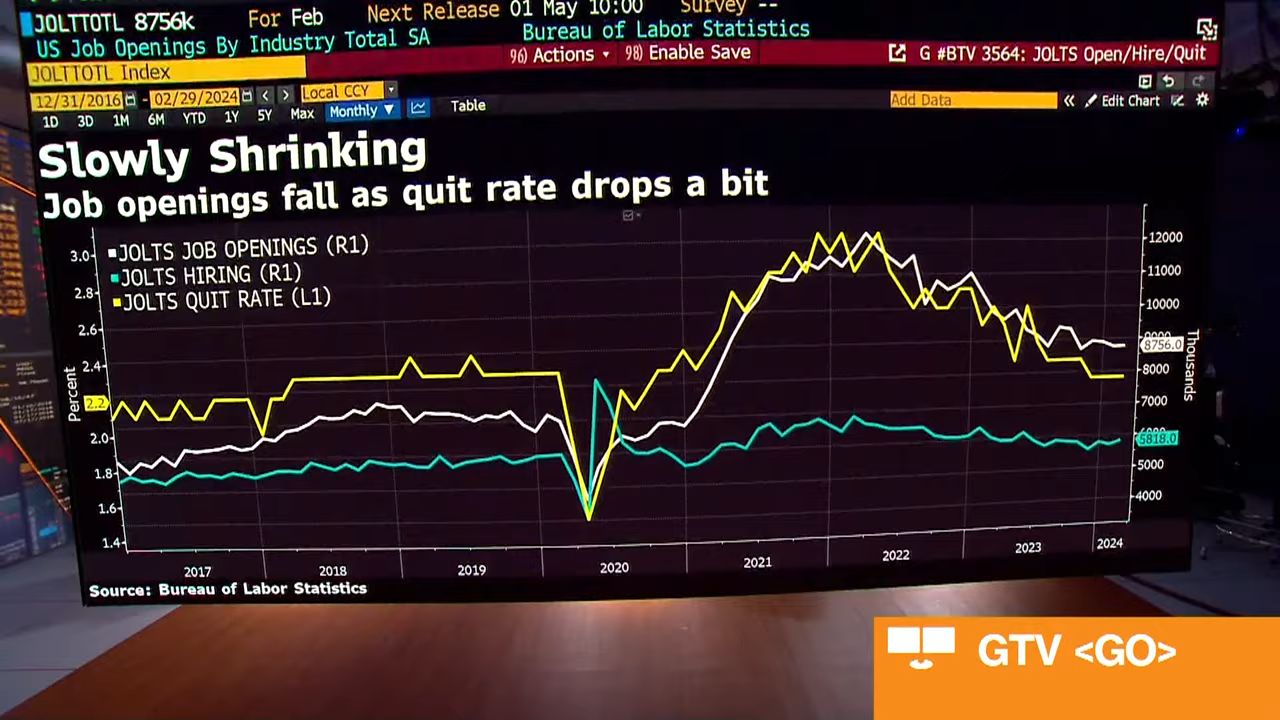 JOLTTOTL 8756k For Feb Next Release 01 May 10:00 Survey --
US Job Openings By Industry Total SA Bureau of Labor Statistics
JOLTTOTL Index 96) Actions 98) Enable Save G #BTV 3564: JOLTS Open/Hire/Quit
12/31/2016 - 02/29/2024 Local CCY Add Data « Edit Chart
1D 3D 1M 6M YTD 1Y 5Y Max Monthly ▼ Table
Slowly Shrinking
Job openings fall as quit rate drops a bit
JOLTS JOB OPENINGS (R1)
JOLTS HIRING (R1)
JOLTS QUIT RATE (L1)
3.0
2.8
2.6
2.4
2.2
2.0
1.8
1.6
1.4
Percent
12000
11000
10000
8756.0
8000
7000
5818.0
5000
4000
Thousands
2017 2018 2019 2020 2021 2022 2023 2024
Source: Bureau of Labor Statistics
GTV <GO>